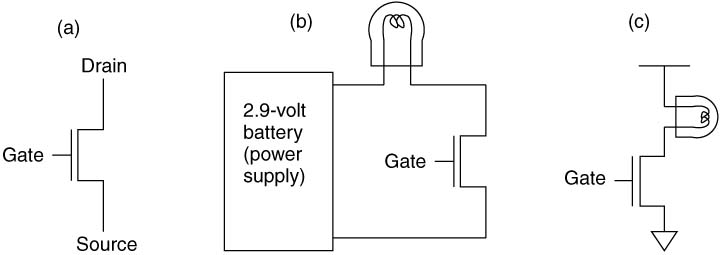 (a)
Drain
Gate
Source
(b)
2.9-volt
battery
(power
supply)
Gate
(c)
Gate